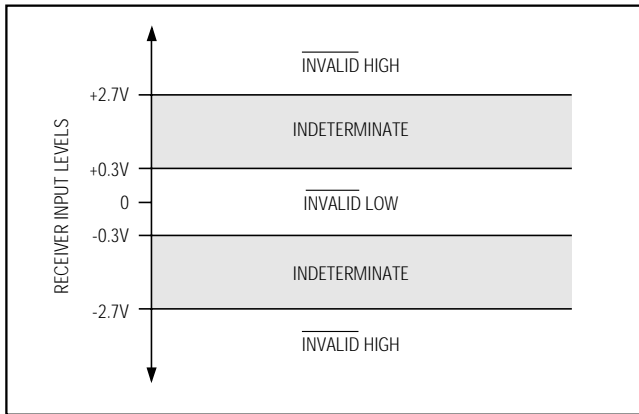 INVALID HIGH
+2.7V
INDETERMINATE
+0.3V
0
INVALID LOW
-0.3V
INDETERMINATE
-2.7V
INVALID HIGH
RECEIVER INPUT LEVELS